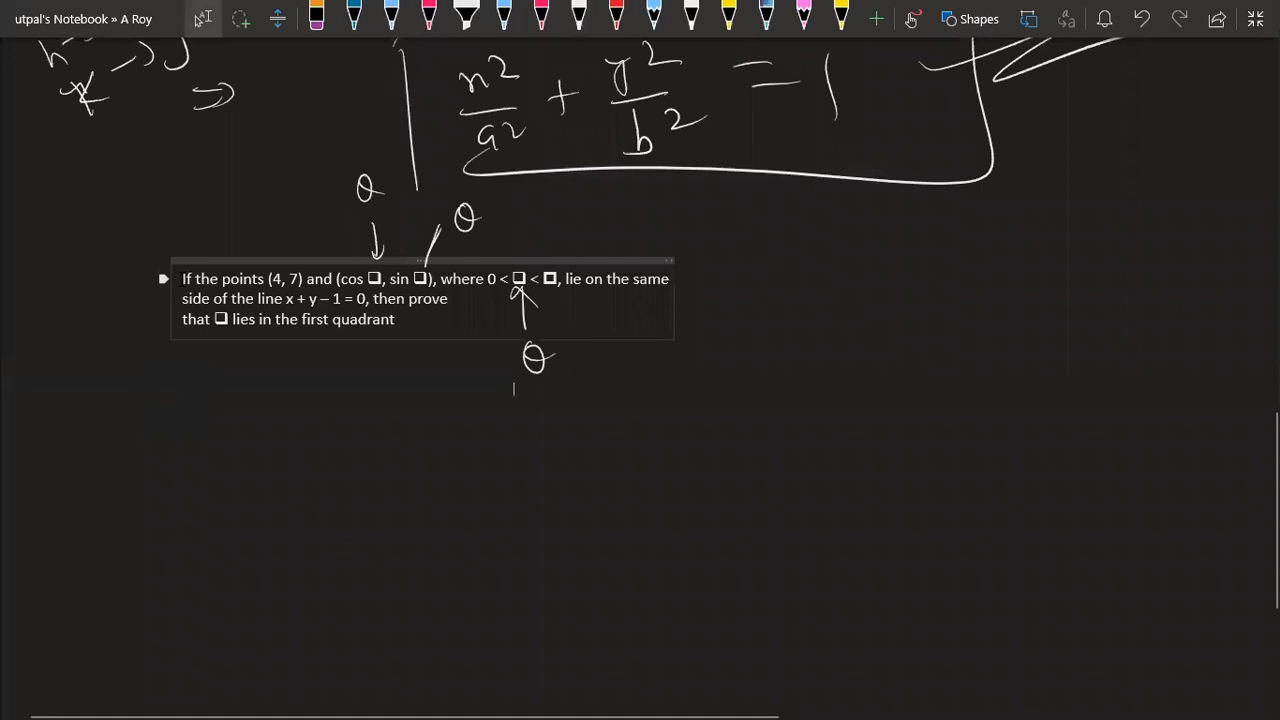 utpal's Notebook » A Roy
Shapes
x² / a² + y² / b² = 1
⇒
θ
θ
If the points (4, 7) and (cos ❑, sin ❑), where 0 < ❑ < ❑, lie on the same
side of the line x + y – 1 = 0, then prove
that ❑ lies in the first quadrant
θ